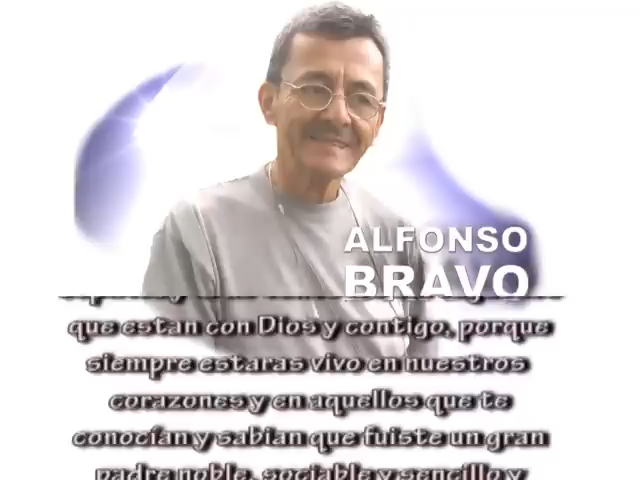 ALFONSO
BRAVO
que estan con Dios y contigo, porque
siempre estaras vivo en nuestros
corazones y en aquellos que te
conocían y sabian que fuiste un gran
padre noble, sociable y sencillo y